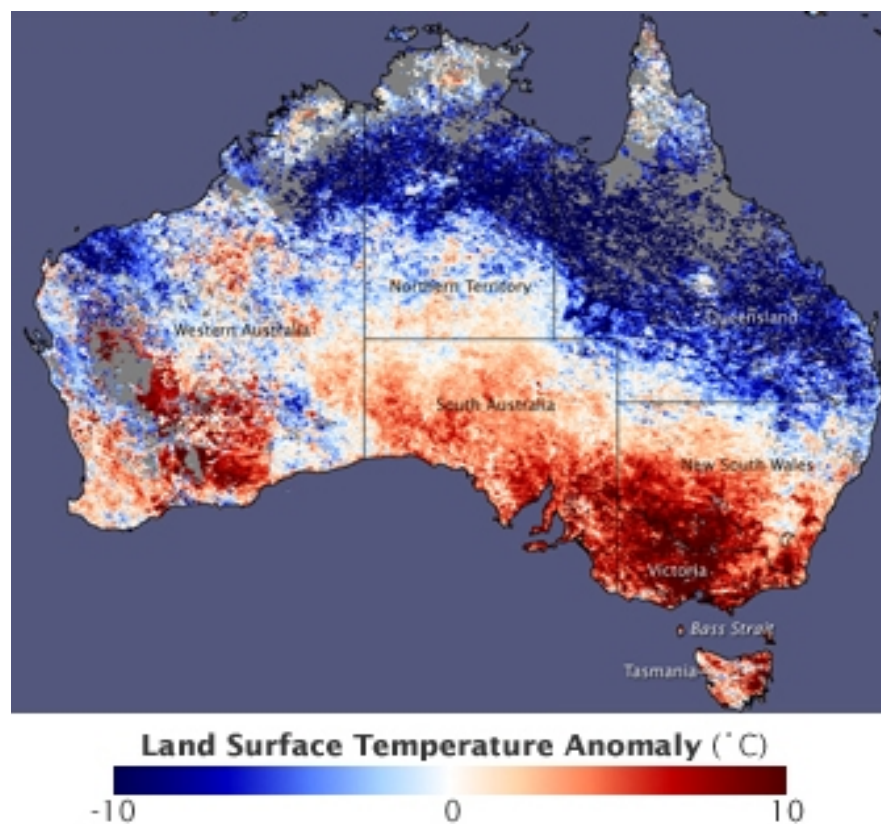 Northern Territory
Western Australia
Queensland
South Australia
New South Wales
Victoria
Bass Strait
Tasmania
Land Surface Temperature Anomaly (˚C)
-10 0 10